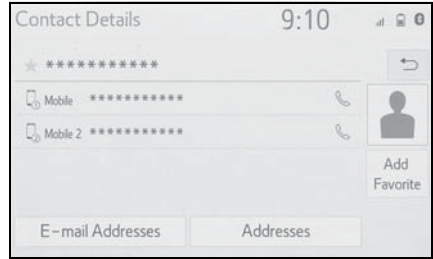 Contact Details 9:10
***********
Mobile ***********
Mobile 2 ***********
Add
Favorite
E-mail Addresses Addresses